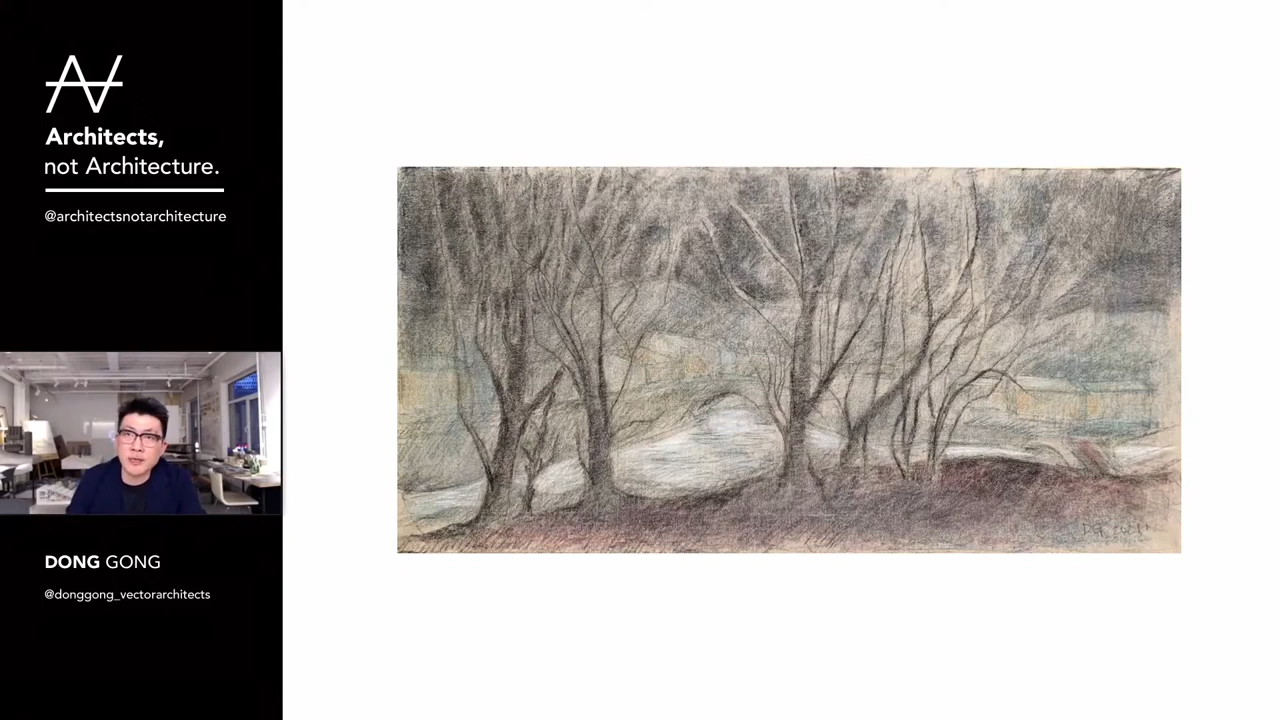 Architects,
not Architecture.
@architectsnotarchitecture
DONG GONG
@donggong_vectorarchitects